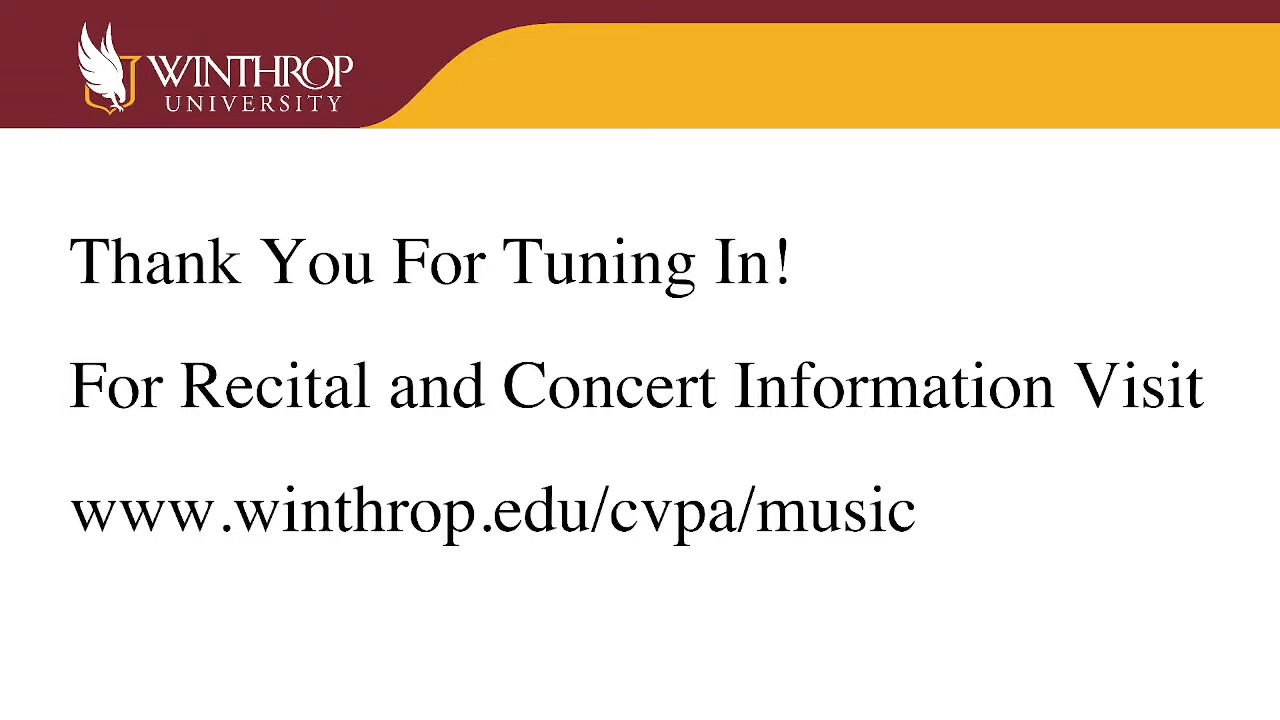 WINTHROP
UNIVERSITY
Thank You For Tuning In!
For Recital and Concert Information Visit
www.winthrop.edu/cvpa/music